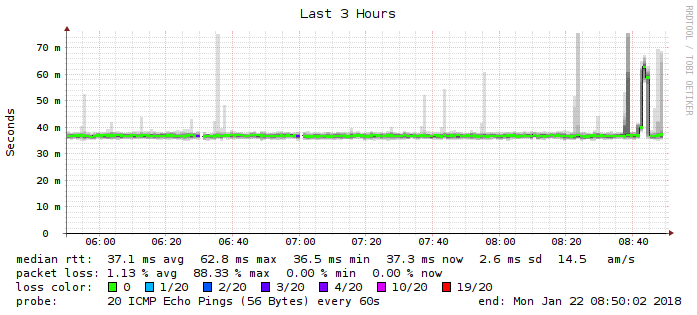 Last 3 Hours
RRDTOOL / TOBI OETIKER
Seconds
70 m
60 m
50 m
40 m
30 m
20 m
10 m
0
06:00 06:20 06:40 07:00 07:20 07:40 08:00 08:20 08:40
median rtt: 37.1 ms avg 62.8 ms max 36.5 ms min 37.3 ms now 2.6 ms sd 14.5 am/s
packet loss: 1.13 % avg 88.33 % max 0.00 % min 0.00 % now
loss color: 0 1/20 2/20 3/20 4/20 10/20 19/20
probe: 20 ICMP Echo Pings (56 Bytes) every 60s end: Mon Jan 22 08:50:02 2018